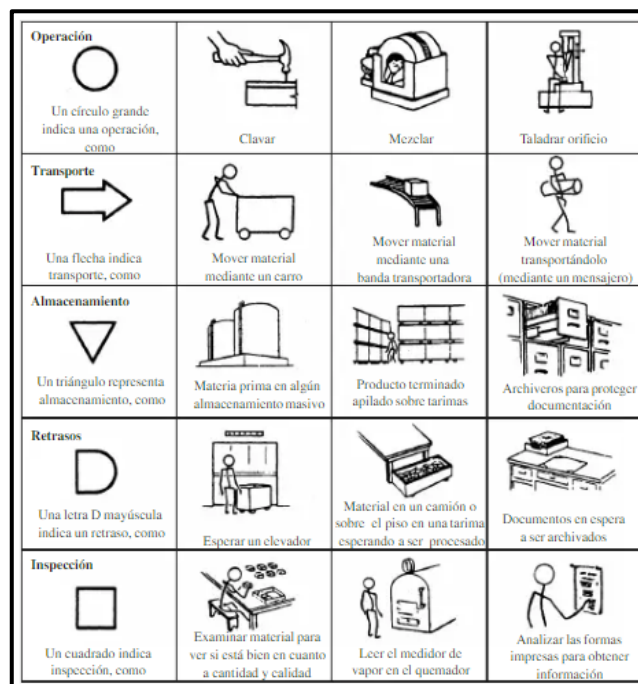 Operación
Un círculo grande
indica una operación,
como
Clavar
Mezclar
Taladrar orificio
Transporte
Una flecha indica
transporte, como
Mover material
mediante un carro
Mover material
mediante una
banda transportadora
Mover material
transportándolo
(mediante un mensajero)
Almacenamiento
Un triángulo representa
almacenamiento, como
Materia prima en algún
almacenamiento masivo
Producto terminado
apilado sobre tarimas
Archiveros para proteger
documentación
Retrasos
Una letra D mayúscula
indica un retraso, como
Esperar un elevador
Material en un camión o
sobre el piso en una tarima
esperando a ser procesado
Documentos en espera
a ser archivados
Inspección
Un cuadrado indica
inspección, como
Examinar material para
ver si está bien en cuanto
a cantidad y calidad
Leer el medidor de
vapor en el quemador
Analizar las formas
impresas para obtener
información